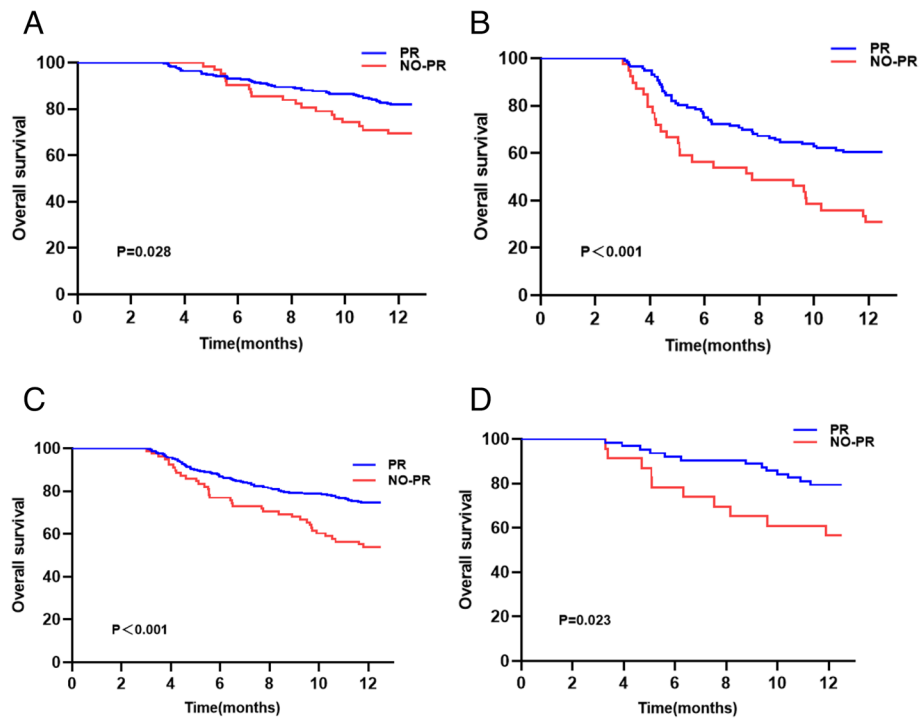 A
PR
NO-PR
100
80
60
40
20
0
Overall survival
P=0.028
0 2 4 6 8 10 12
Time(months)
B
PR
NO-PR
100
80
60
40
20
0
Overall survival
P<0.001
0 2 4 6 8 10 12
Time(months)
C
PR
NO-PR
100
80
60
40
20
0
Overall survival
P<0.001
0 2 4 6 8 10 12
Time(months)
D
PR
NO-PR
100
80
60
40
20
0
Overall survival
P=0.023
0 2 4 6 8 10 12
Time(months)